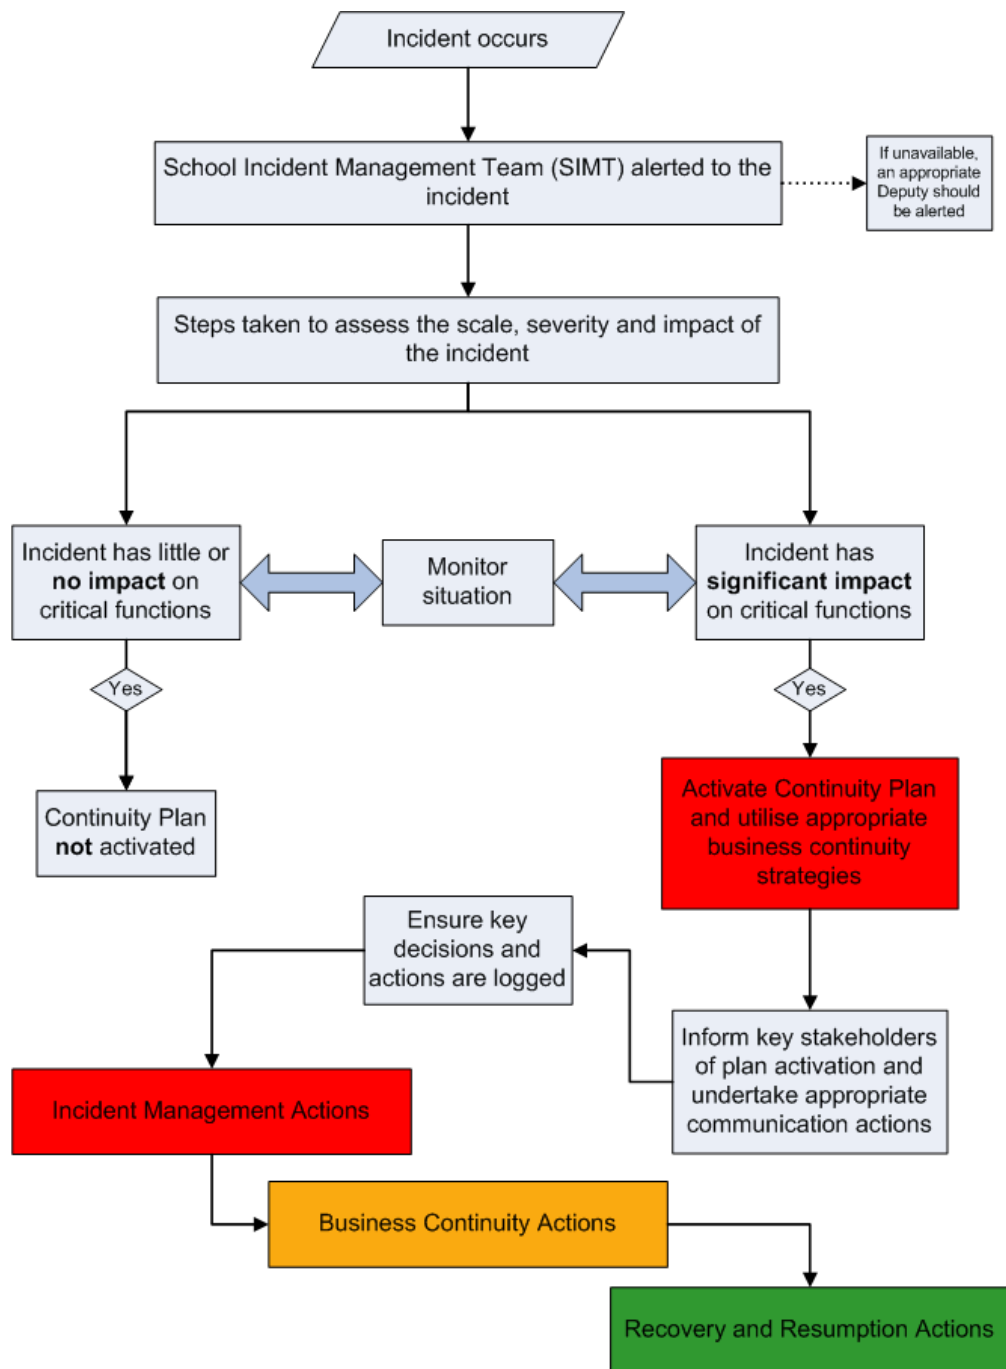 Incident occurs
School Incident Management Team (SIMT) alerted to the
incident
If unavailable,
an appropriate
Deputy should
be alerted
Steps taken to assess the scale, severity and impact of
the incident
Incident has little or
no impact on
critical functions
Monitor
situation
Incident has
significant impact
on critical functions
Yes
Yes
Continuity Plan
not activated
Activate Continuity Plan
and utilise appropriate
business continuity
strategies
Ensure key
decisions and
actions are logged
Inform key stakeholders
of plan activation and
undertake appropriate
communication actions
Incident Management Actions
Business Continuity Actions
Recovery and Resumption Actions